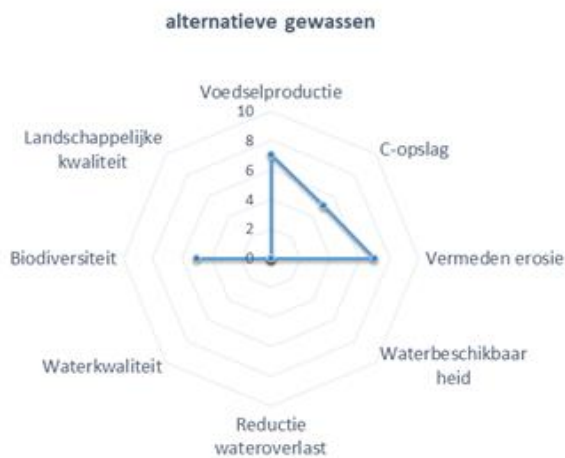 alternatieve gewassen
Voedselproductie
10
8
6
4
2
0
C-opslag
Vermeden erosie
Waterbeschikbaar
heid
Reductie
wateroverlast
Waterkwaliteit
Biodiversiteit
Landschappelijke
kwaliteit